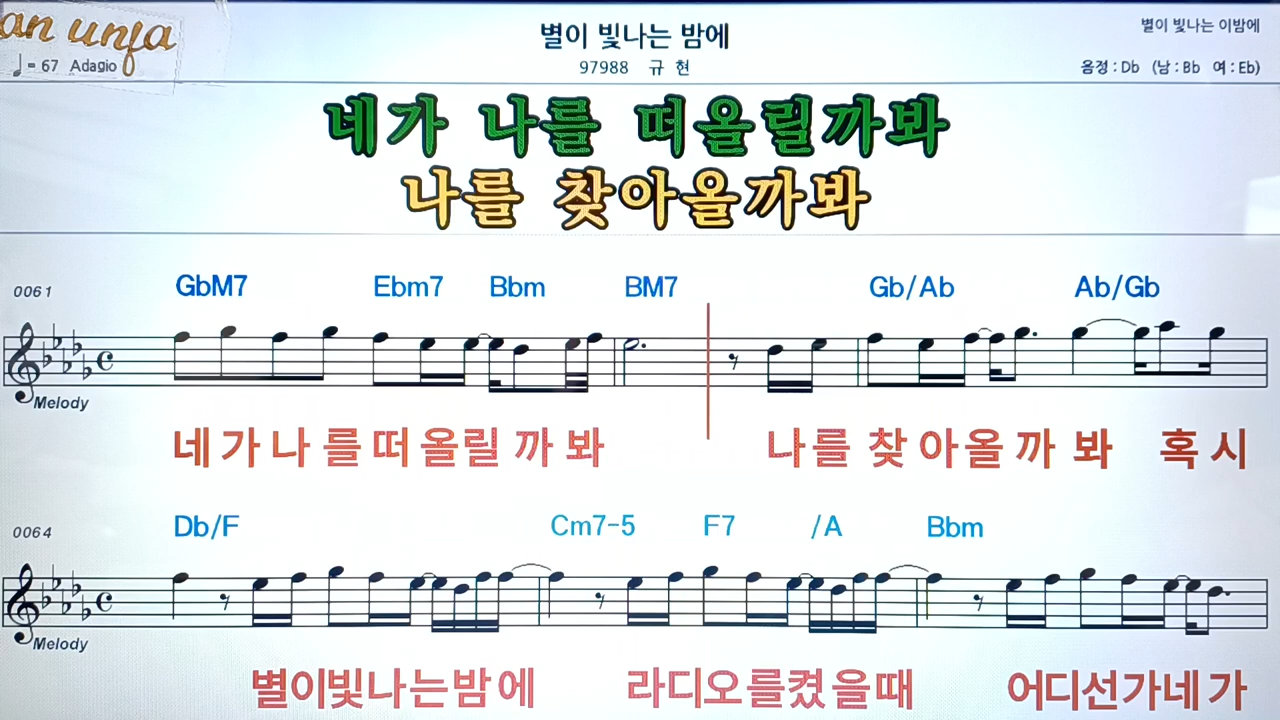 an unfa
별이 빛나는 밤에
별이 빛나는 이밤에
♩= 67 Adagio
97988 규 현
음정 : Db (남 : Bb 여 : Eb)
네가 나를 떠올릴까봐
나를 찾아올까봐
0061 GbM7 Ebm7 Bbm BM7 Gb/Ab Ab/Gb
Melody
네 가 나 를 떠 올릴 까 봐 나를 찾 아올 까 봐 혹 시
0064 Db/F Cm7-5 F7 /A Bbm
Melody
별이빛나는밤에 라디오를켰을때 어디선가네가